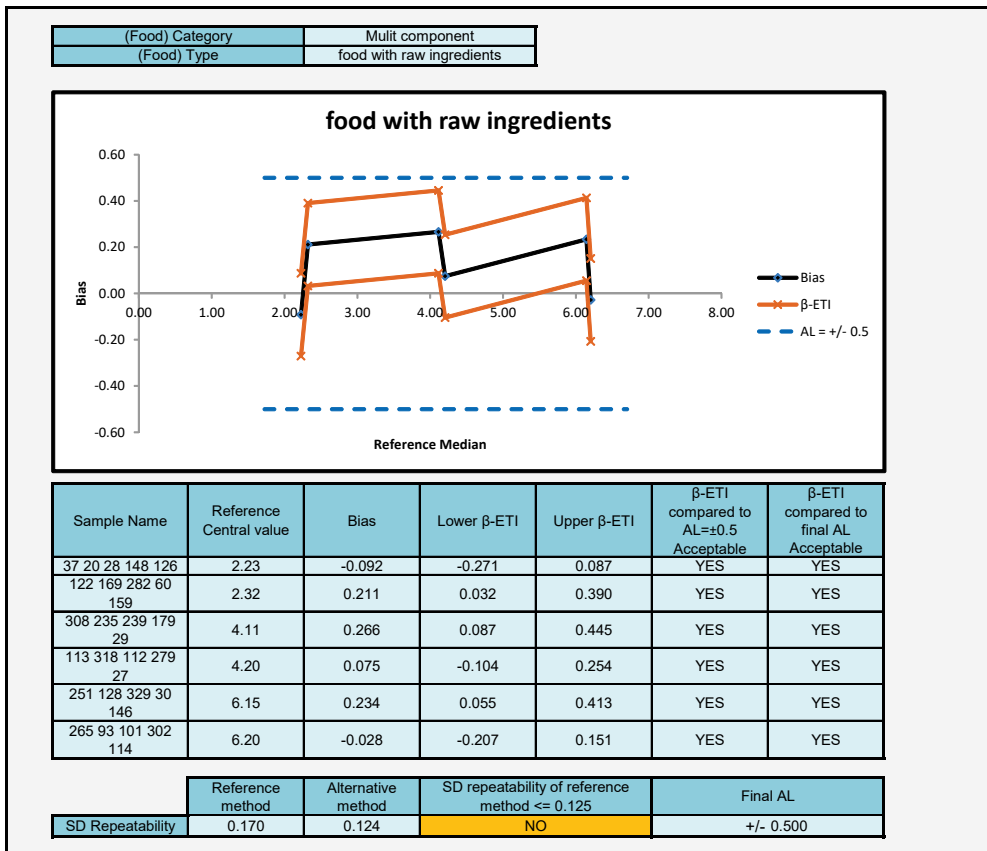 (Food) Category Mulit component
(Food) Type food with raw ingredients
food with raw ingredients
0.60
0.40
0.20
0.00
-0.20
-0.40
-0.60
Bias
0.00 1.00 2.00 3.00 4.00 5.00 6.00 7.00 8.00
Reference Median
Bias
β-ETI
AL = +/- 0.5
Sample Name Reference Central value Bias Lower β-ETI Upper β-ETI β-ETI compared to AL=±0.5 Acceptable β-ETI compared to final AL Acceptable
37 20 28 148 126 2.23 -0.092 -0.271 0.087 YES YES
122 169 282 60 159 2.32 0.211 0.032 0.390 YES YES
308 235 239 179 29 4.11 0.266 0.087 0.445 YES YES
113 318 112 279 27 4.20 0.075 -0.104 0.254 YES YES
251 128 329 30 146 6.15 0.234 0.055 0.413 YES YES
265 93 101 302 114 6.20 -0.028 -0.207 0.151 YES YES
Reference method Alternative method SD repeatability of reference method <= 0.125 Final AL
SD Repeatability 0.170 0.124 NO +/- 0.500